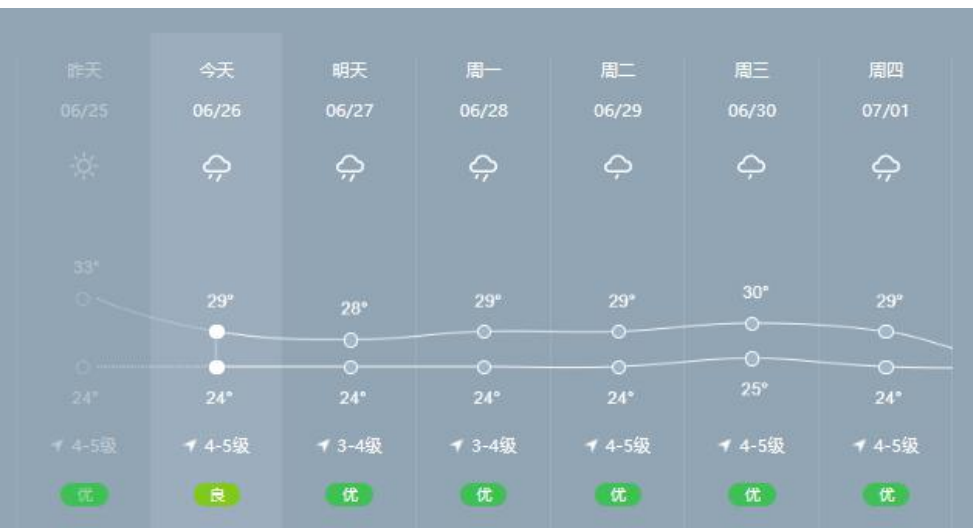 昨天 今天 明天 周一 周二 周三 周四
06/25 06/26 06/27 06/28 06/29 06/30 07/01
33° 29° 28° 29° 29° 30° 29°
24° 24° 24° 24° 24° 25° 24°
4-5级 4-5级 3-4级 3-4级 4-5级 4-5级 4-5级
优 良 优 优 优 优 优